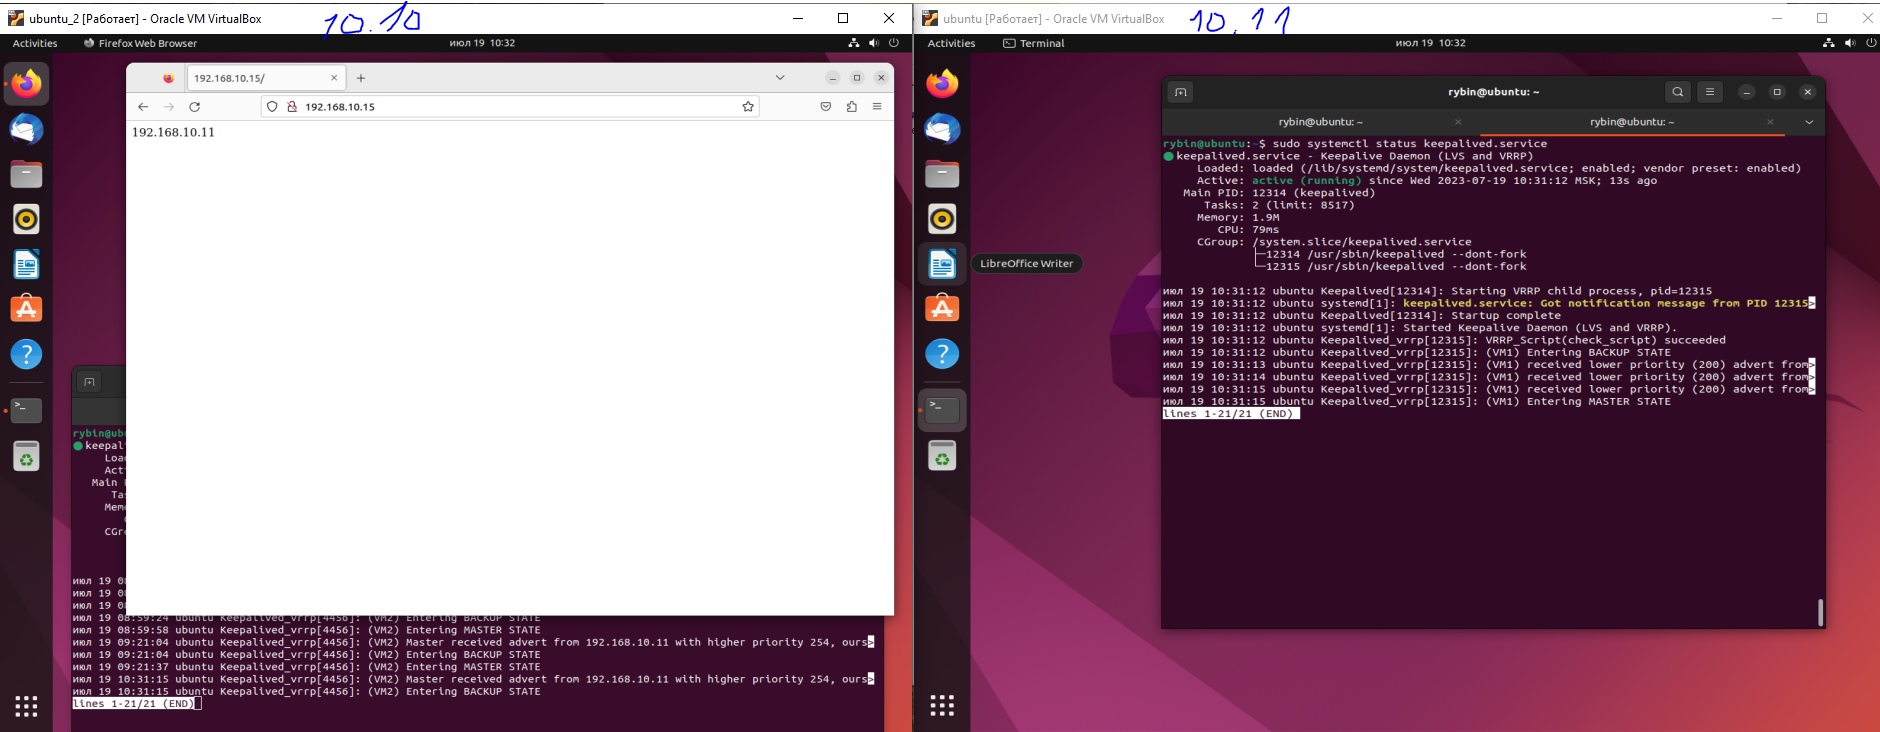 ubuntu_2 [Работает] - Oracle VM VirtualBox
10.10
Activities
Firefox Web Browser
июл 19 10:32
192.168.10.15/
192.168.10.15
192.168.10.11
rybin@ub
keepali
Loa
Act
Main
Ta
Mem
CGr
июл 19 0
июл 19 0
июл 19 0
июл 19 08:59:24 ubuntu Keepalived_vrrp[4456]: (VM2) Entering BACKUP STATE
июл 19 08:59:58 ubuntu Keepalived_vrrp[4456]: (VM2) Entering MASTER STATE
июл 19 09:21:04 ubuntu Keepalived_vrrp[4456]: (VM2) Master received advert from 192.168.10.11 with higher priority 254, ours>
июл 19 09:21:04 ubuntu Keepalived_vrrp[4456]: (VM2) Entering BACKUP STATE
июл 19 09:21:37 ubuntu Keepalived_vrrp[4456]: (VM2) Entering MASTER STATE
июл 19 10:31:15 ubuntu Keepalived_vrrp[4456]: (VM2) Master received advert from 192.168.10.11 with higher priority 254, ours>
июл 19 10:31:15 ubuntu Keepalived_vrrp[4456]: (VM2) Entering BACKUP STATE
lines 1-21/21 (END)
ubuntu [Работает] - Oracle VM VirtualBox
10.11
Activities
Terminal
июл 19 10:32
LibreOffice Writer
rybin@ubuntu: ~
rybin@ubuntu: ~
rybin@ubuntu: ~
rybin@ubuntu:~$ sudo systemctl status keepalived.service
keepalived.service - Keepalive Daemon (LVS and VRRP)
Loaded: loaded (/lib/systemd/system/keepalived.service; enabled; vendor preset: enabled)
Active: active (running) since Wed 2023-07-19 10:31:12 MSK; 13s ago
Main PID: 12314 (keepalived)
Tasks: 2 (limit: 8517)
Memory: 1.9M
CPU: 79ms
CGroup: /system.slice/keepalived.service
├─12314 /usr/sbin/keepalived --dont-fork
└─12315 /usr/sbin/keepalived --dont-fork
июл 19 10:31:12 ubuntu Keepalived[12314]: Starting VRRP child process, pid=12315
июл 19 10:31:12 ubuntu systemd[1]: keepalived.service: Got notification message from PID 12315>
июл 19 10:31:12 ubuntu Keepalived[12314]: Startup complete
июл 19 10:31:12 ubuntu systemd[1]: Started Keepalive Daemon (LVS and VRRP).
июл 19 10:31:12 ubuntu Keepalived_vrrp[12315]: VRRP_Script(check_script) succeeded
июл 19 10:31:12 ubuntu Keepalived_vrrp[12315]: (VM1) Entering BACKUP STATE
июл 19 10:31:13 ubuntu Keepalived_vrrp[12315]: (VM1) received lower priority (200) advert from>
июл 19 10:31:14 ubuntu Keepalived_vrrp[12315]: (VM1) received lower priority (200) advert from>
июл 19 10:31:15 ubuntu Keepalived_vrrp[12315]: (VM1) received lower priority (200) advert from>
июл 19 10:31:15 ubuntu Keepalived_vrrp[12315]: (VM1) Entering MASTER STATE
lines 1-21/21 (END)